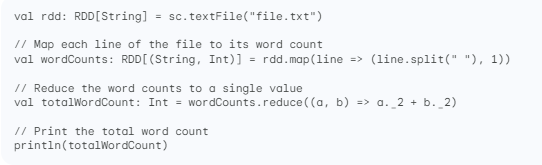 val rdd: RDD[String] = sc.textFile("file.txt")
// Map each line of the file to its word count
val wordCounts: RDD[(String, Int)] = rdd.map(line => (line.split(" "), 1))
// Reduce the word counts to a single value
val totalWordCount: Int = wordCounts.reduce((a, b) => a._2 + b._2)
// Print the total word count
println(totalWordCount)